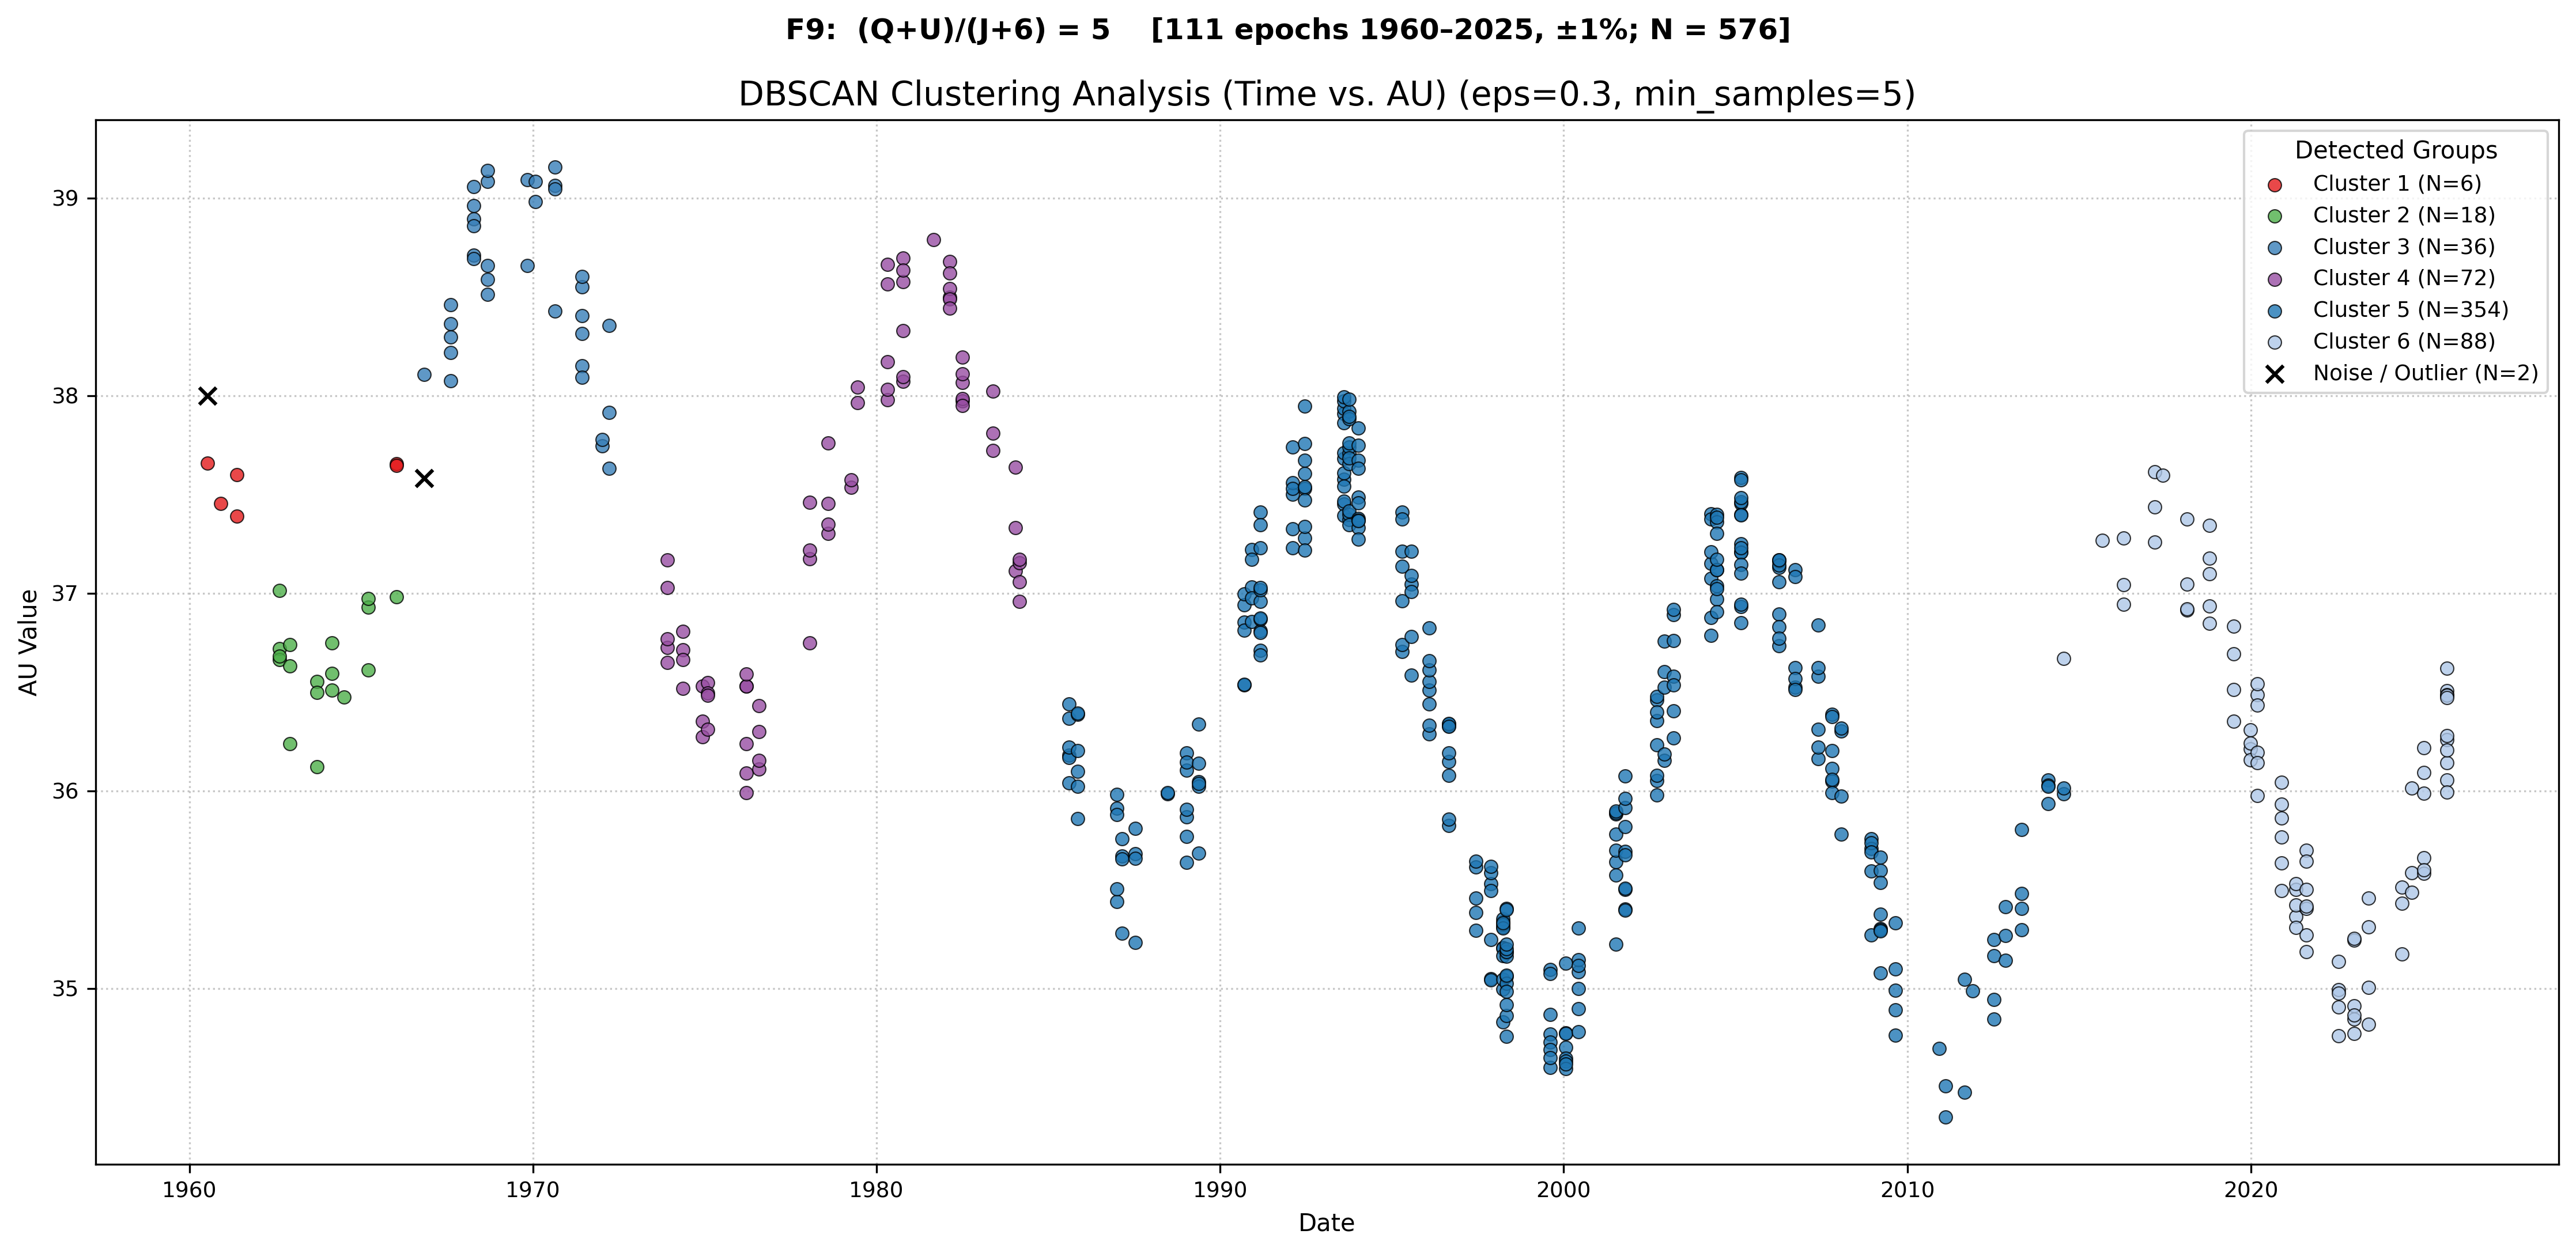 F9:  (Q+U)/(J+6) = 5    [111 epochs 1960–2025, ±1%; N = 576]
DBSCAN Clustering Analysis (Time vs. AU) (eps=0.3, min_samples=5)
Detected Groups
Cluster 1 (N=6)
Cluster 2 (N=18)
Cluster 3 (N=36)
Cluster 4 (N=72)
Cluster 5 (N=354)
Cluster 6 (N=88)
Noise / Outlier (N=2)
AU Value
39
38
37
36
35
1960
1970
1980
1990
2000
2010
2020
Date